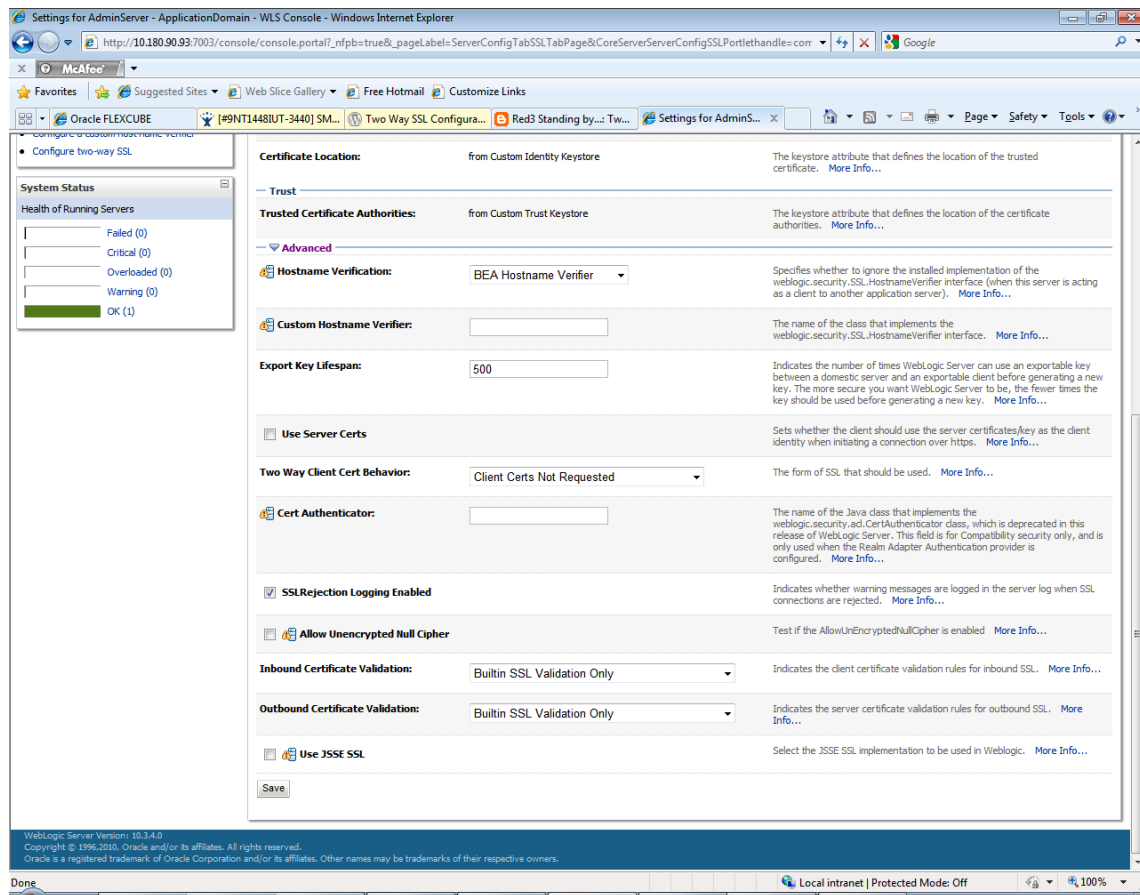 Settings for AdminServer - ApplicationDomain - WLS Console - Windows Internet Explorer
http://10.180.90.93:7003/console/console.portal?_nfpb=true&_pageLabel=ServerConfigTabSSLTabPage&CoreServerServerConfigSSLPortlethandle=com
Google
McAfee
Favorites Suggested Sites Web Slice Gallery Free Hotmail Customize Links
Oracle FLEXCUBE [#9NT1448IUT-3440] SM... Two Way SSL Configura... Red3 Standing by...: Tw... Settings for AdminS... Page Safety Tools
Configure a custom host name verifier
Configure two-way SSL
System Status
Health of Running Servers
Failed (0)
Critical (0)
Overloaded (0)
Warning (0)
OK (1)
Certificate Location: from Custom Identity Keystore The keystore attribute that defines the location of the trusted
certificate. More Info...
Trust
Trusted Certificate Authorities: from Custom Trust Keystore The keystore attribute that defines the location of the certificate
authorities. More Info...
Advanced
Hostname Verification: BEA Hostname Verifier Specifies whether to ignore the installed implementation of the
weblogic.security.SSL.HostnameVerifier interface (when this server is acting
as a client to another application server). More Info...
Custom Hostname Verifier: The name of the class that implements the
weblogic.security.SSL.HostnameVerifier interface. More Info...
Export Key Lifespan: 500 Indicates the number of times WebLogic Server can use an exportable key
between a domestic server and an exportable client before generating a new
key. The more secure you want WebLogic Server to be, the fewer times the
key should be used before generating a new key. More Info...
Use Server Certs Sets whether the client should use the server certificates/key as the client
identity when initiating a connection over https. More Info...
Two Way Client Cert Behavior: Client Certs Not Requested The form of SSL that should be used. More Info...
Cert Authenticator: The name of the Java class that implements the
weblogic.security.acl.CertAuthenticator class, which is deprecated in this
release of WebLogic Server. This field is for Compatibility security only, and is
only used when the Realm Adapter Authentication provider is
configured. More Info...
SSLRejection Logging Enabled Indicates whether warning messages are logged in the server log when SSL
connections are rejected. More Info...
Allow Unencrypted Null Cipher Test if the AllowUnEncryptedNullCipher is enabled More Info...
Inbound Certificate Validation: Builtin SSL Validation Only Indicates the client certificate validation rules for inbound SSL. More Info...
Outbound Certificate Validation: Builtin SSL Validation Only Indicates the server certificate validation rules for outbound SSL. More
Info...
Use JSSE SSL Select the JSSE SSL implementation to be used in Weblogic. More Info...
Save
WebLogic Server Version: 10.3.4.0
Copyright © 1996,2010, Oracle and/or its affiliates. All rights reserved.
Oracle is a registered trademark of Oracle Corporation and/or its affiliates. Other names may be trademarks of their respective owners.
Done Local intranet | Protected Mode: Off 100%